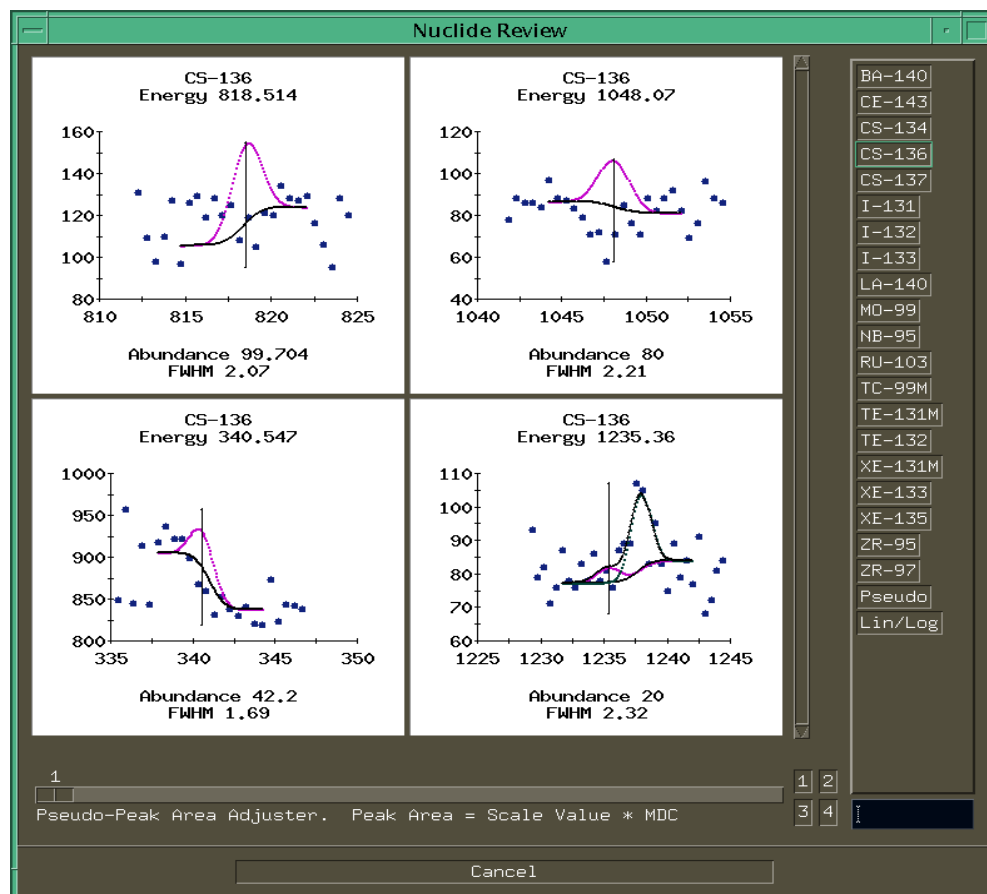 Nuclide Review
CS-136
Energy 818.514
160
140
120
100
80
810 815 820 825
Abundance 99.704
FWHM 2.07
CS-136
Energy 1048.07
120
100
80
60
40
1040 1045 1050 1055
Abundance 80
FWHM 2.21
CS-136
Energy 340.547
1000
950
900
850
800
335 340 345 350
Abundance 42.2
FWHM 1.69
CS-136
Energy 1235.36
110
100
90
80
70
60
1225 1230 1235 1240 1245
Abundance 20
FWHM 2.32
BA-140
CE-143
CS-134
CS-136
CS-137
I-131
I-132
I-133
LA-140
MO-99
NB-95
RU-103
TC-99M
TE-131M
TE-132
XE-131M
XE-133
XE-135
ZR-95
ZR-97
Pseudo
Lin/Log
1
1 2
Pseudo-Peak Area Adjuster. Peak Area = Scale Value * MDC
3 4
Cancel